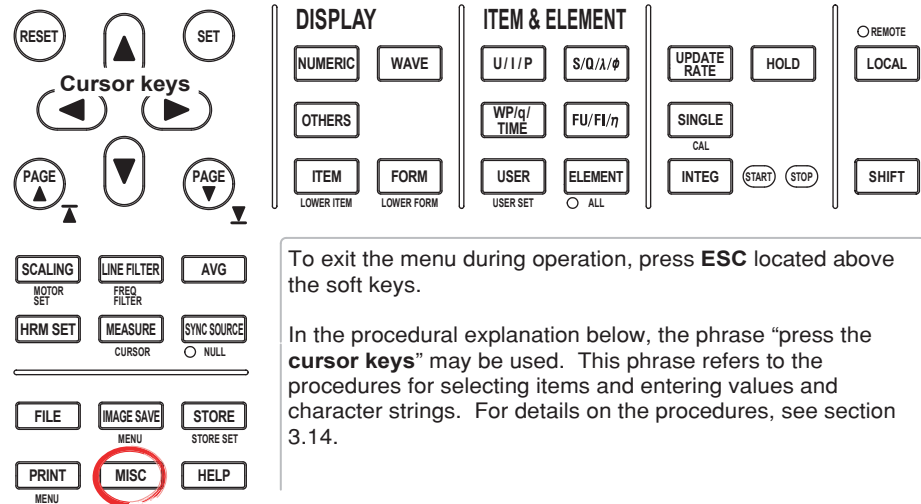 RESET
SET
Cursor keys
PAGE
PAGE
DISPLAY
NUMERIC
WAVE
OTHERS
ITEM
FORM
LOWER ITEM
LOWER FORM
ITEM & ELEMENT
U/I/P
S/Q/λ/ϕ
WP/q/
TIME
FU/FI/η
USER
ELEMENT
USER SET
ALL
UPDATE
RATE
HOLD
SINGLE
CAL
INTEG
START
STOP
REMOTE
LOCAL
SHIFT
SCALING
LINE FILTER
AVG
MOTOR
SET
FREQ
FILTER
HRM SET
MEASURE
SYNC SOURCE
CURSOR
NULL
FILE
IMAGE SAVE
STORE
MENU
STORE SET
PRINT
MISC
HELP
MENU
To exit the menu during operation, press ESC located above
the soft keys.
In the procedural explanation below, the phrase “press the
cursor keys” may be used. This phrase refers to the
procedures for selecting items and entering values and
character strings. For details on the procedures, see section
3.14.